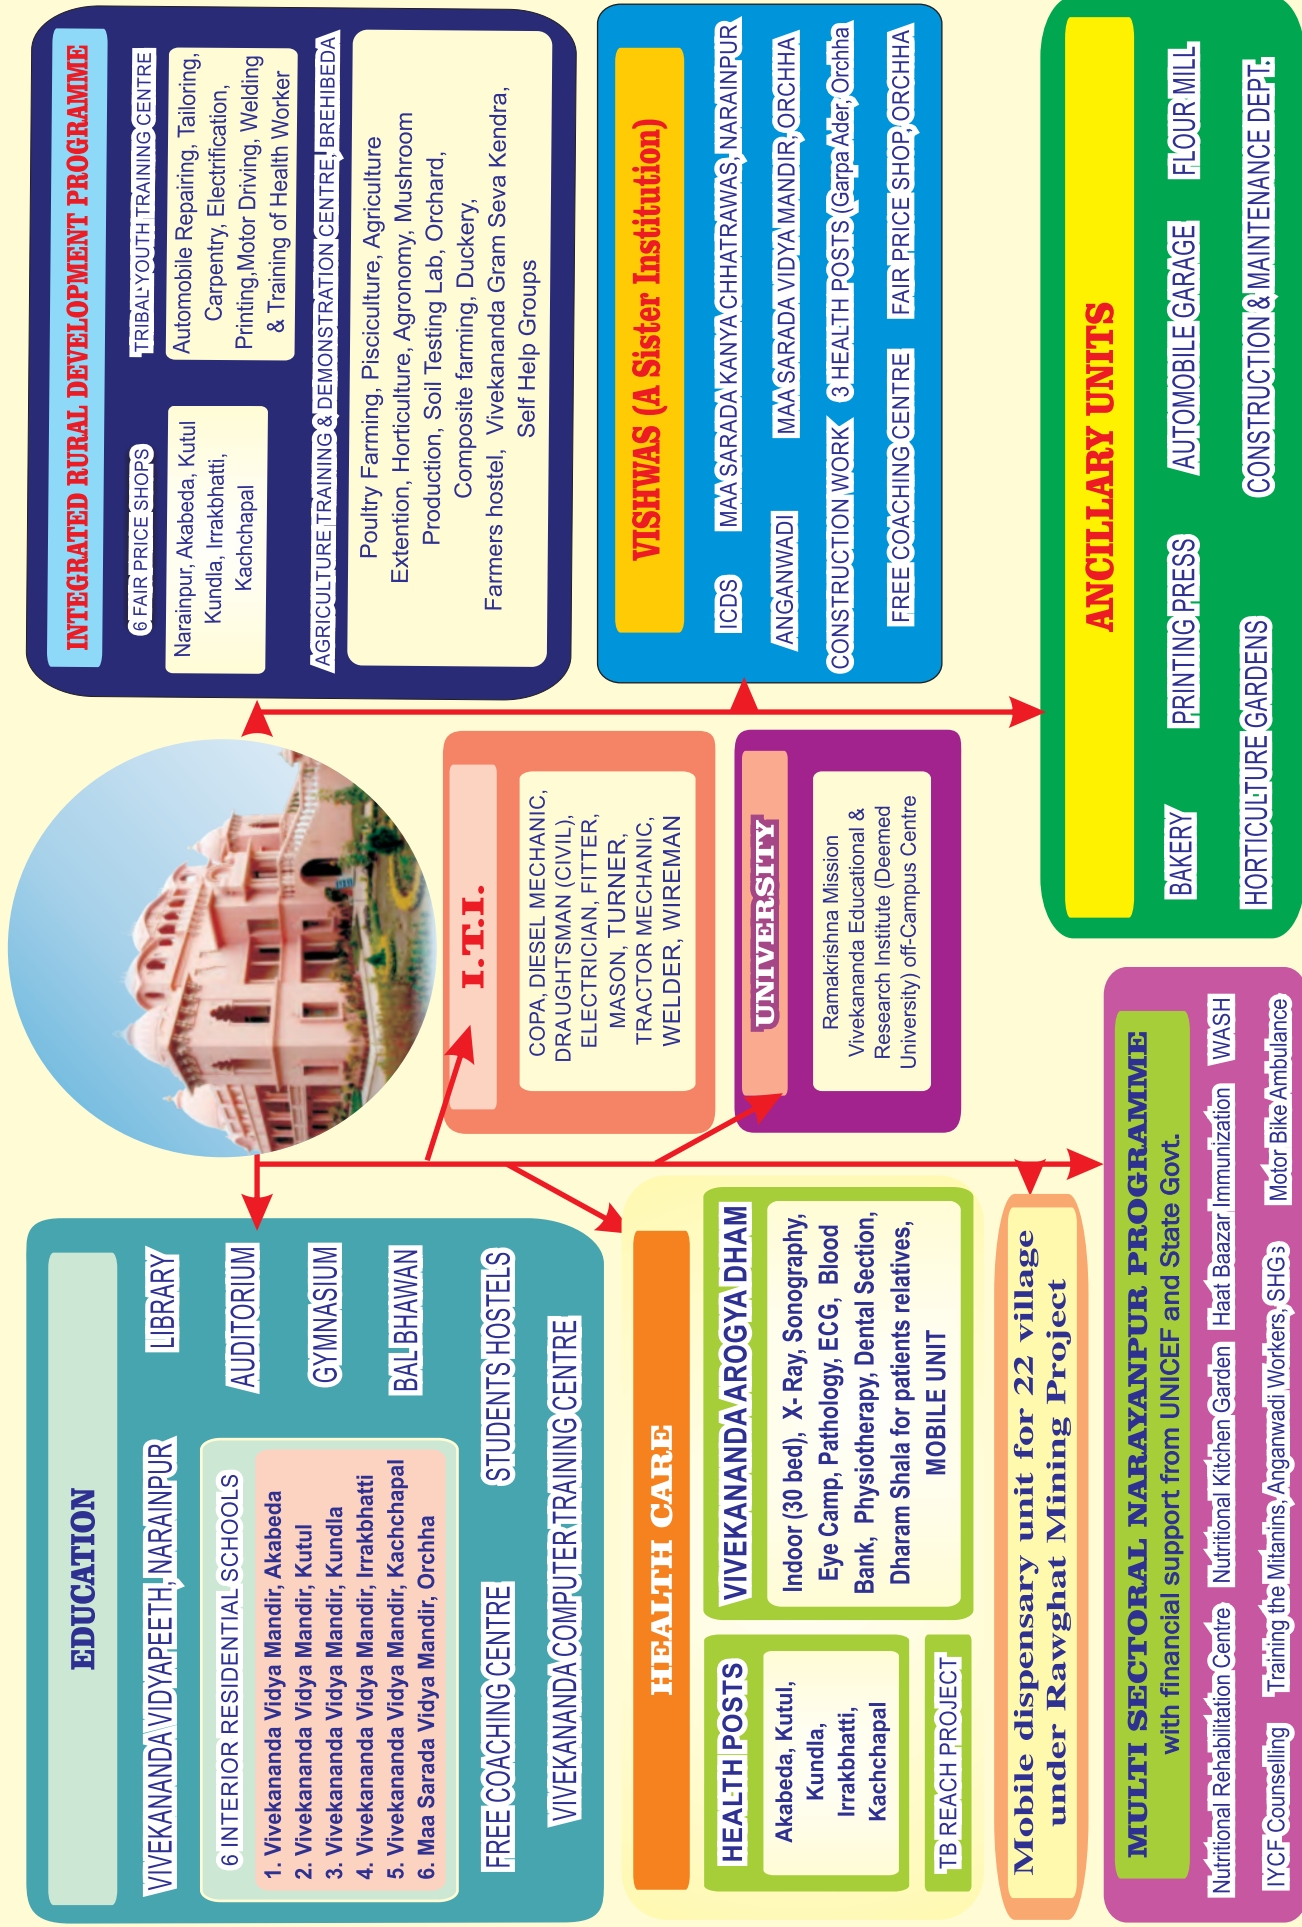 EDUCATION
VIVEKANANDA VIDYAPEETH, NARAINPUR
LIBRARY
6 INTERIOR RESIDENTIAL SCHOOLS
1. Vivekananda Vidya Mandir, Akabeda
2. Vivekananda Vidya Mandir, Kutul
3. Vivekananda Vidya Mandir, Kundla
4. Vivekananda Vidya Mandir, Irrakbhatti
5. Vivekananda Vidya Mandir, Kachchapal
6. Maa Sarada Vidya Mandir, Orchha
AUDITORIUM
GYMNASIUM
BAL BHAWAN
FREE COACHING CENTRE
STUDENTS HOSTELS
VIVEKANANDA COMPUTER TRAINING CENTRE
INTEGRATED RURAL DEVELOPMENT PROGRAMME
6 FAIR PRICE SHOPS
Narainpur, Akabeda, Kutul
Kundla, Irrakbhatti,
Kachchapal
TRIBAL YOUTH TRAINING CENTRE
Automobile Repairing, Tailoring,
Carpentry, Electrification,
Printing,Motor Driving, Welding
& Training of Health Worker
AGRICULTURE TRAINING & DEMONSTRATION CENTRE, BREHIBEDA
Poultry Farming, Pisciculture, Agriculture
Extention, Horticulture, Agronomy, Mushroom
Production, Soil Testing Lab, Orchard,
Composite farming, Duckery,
Farmers hostel, Vivekananda Gram Seva Kendra,
Self Help Groups
I.T.I.
COPA, DIESEL MECHANIC,
DRAUGHTSMAN (CIVIL),
ELECTRICIAN, FITTER,
MASON, TURNER,
TRACTOR MECHANIC,
WELDER, WIREMAN
HEALTH CARE
HEALTH POSTS
Akabeda, Kutul,
Kundla,
Irrakbhatti,
Kachchapal
TB REACH PROJECT
VIVEKANANDA AROGYA DHAM
Indoor (30 bed), X- Ray, Sonography,
Eye Camp, Pathology, ECG, Blood
Bank, Physiotherapy, Dental Section,
Dharam Shala for patients relatives,
MOBILE UNIT
UNIVERSITY
Ramakrishna Mission
Vivekananda Educational &
Research Institute (Deemed
University) off-Campus Centre
VISHWAS (A Sister Institution)
ICDS
MAA SARADA KANYA CHHATRAWAS, NARAINPUR
ANGANWADI
MAA SARADA VIDYA MANDIR, ORCHHA
CONSTRUCTION WORK
3 HEALTH POSTS (Garpa Ader, Orchha
FREE COACHING CENTRE
FAIR PRICE SHOP, ORCHHA
Mobile dispensary unit for 22 village
under Rawghat Mining Project
MULTI SECTORAL NARAYANPUR PROGRAMME
with financial support from UNICEF and State Govt.
Nutritional Rehabilitation Centre
Nutritional Kitchen Garden
Haat Baazar Immunization
WASH
IYCF Counselling
Training the Mitanins, Anganwadi Workers, SHGs
Motor Bike Ambulance
ANCILLARY UNITS
BAKERY
PRINTING PRESS
AUTOMOBILE GARAGE
FLOUR MILL
HORTICULTURE GARDENS
CONSTRUCTION & MAINTENANCE DEPT.